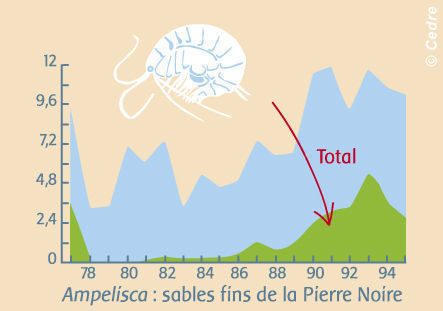 © Cedre
12
9,6
7,2
4,8
2,4
0
Total
78 80 82 84 86 88 90 92 94
Ampelisca : sables fins de la Pierre Noire